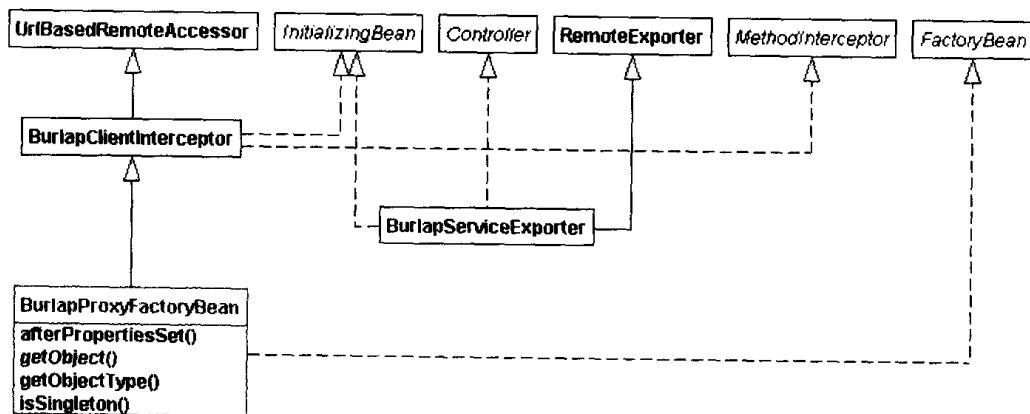 UrlBasedRemoteAccessor
InitializingBean
Controller
RemoteExporter
MethodInterceptor
FactoryBean
BurlapClientInterceptor
BurlapServiceExporter
BurlapProxyFactoryBean
afterPropertiesSet()
getObject()
getObjectType()
isSingleton()